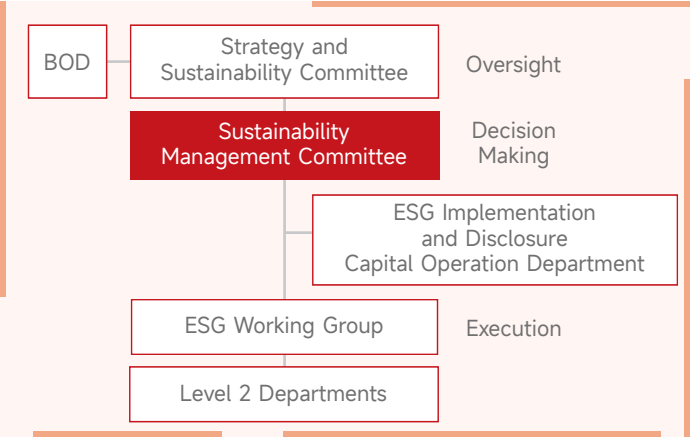 BOD
Strategy and
Sustainability Committee
Oversight
Sustainability
Management Committee
Decision
Making
ESG Implementation
and Disclosure
Capital Operation Department
ESG Working Group
Execution
Level 2 Departments